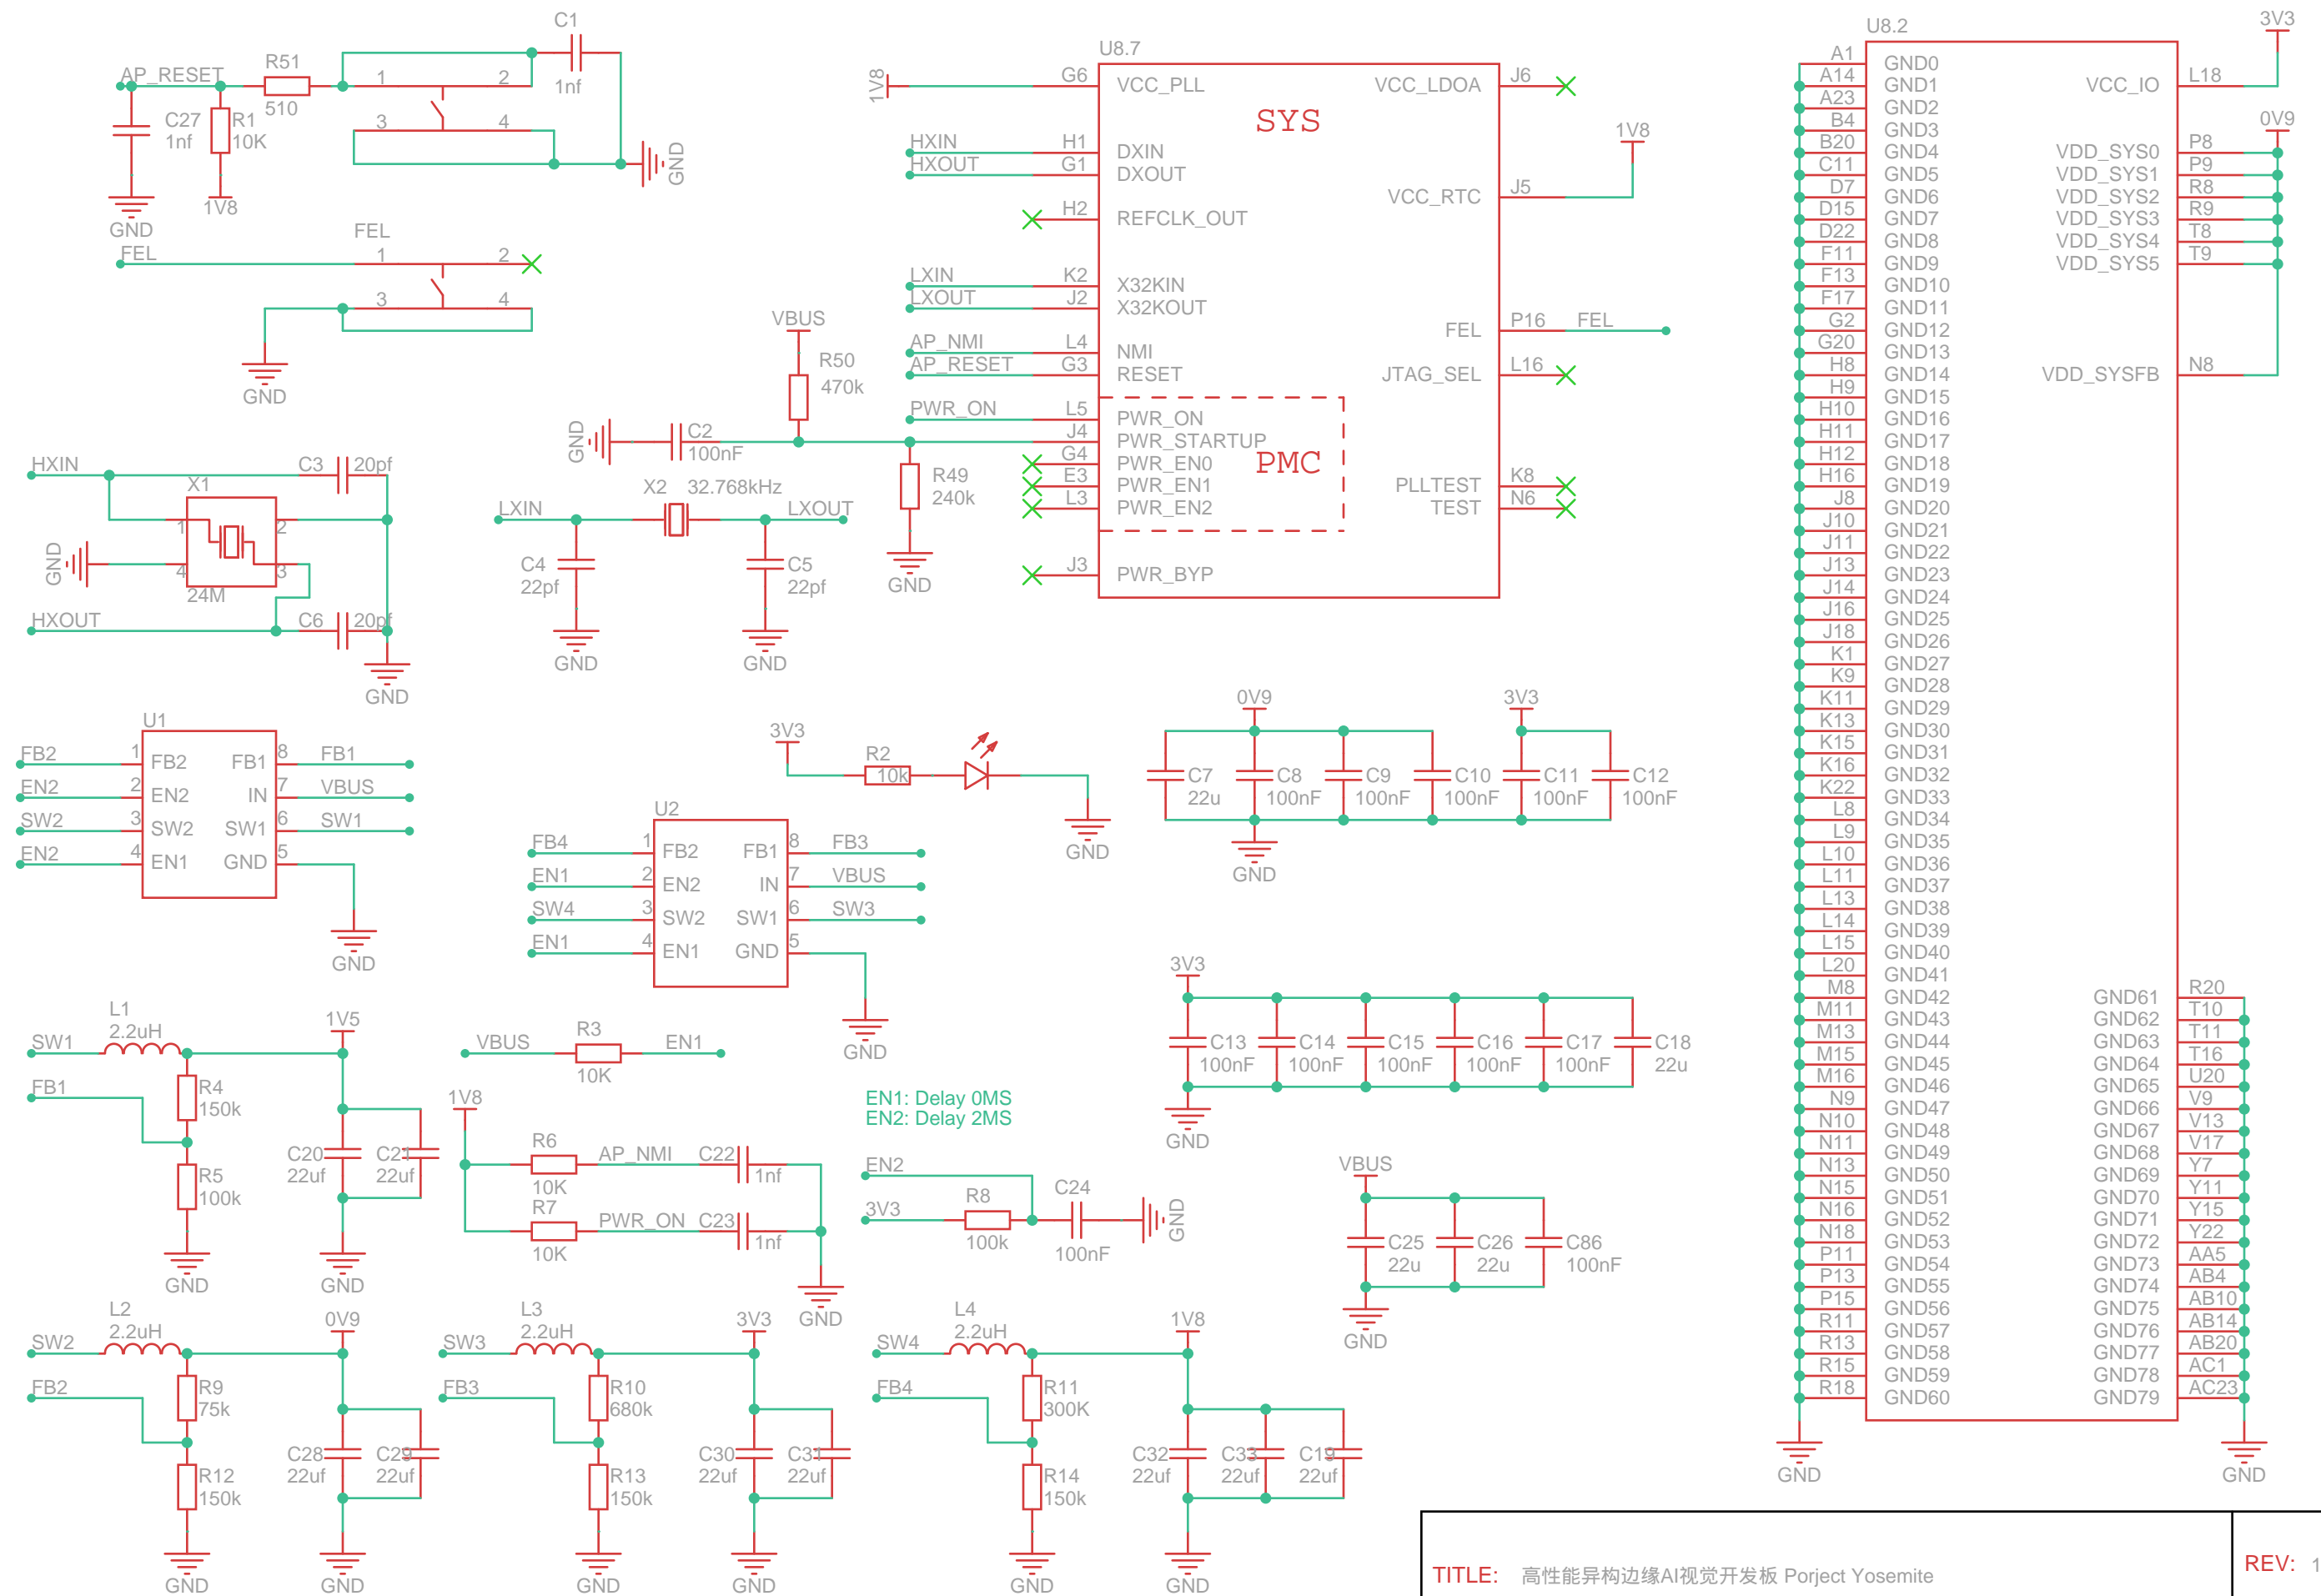 C1
1nf
AP_RESET
R51
510
1
2
3
4
C27
1nf
R1
10K
GND
1V8
GND
FEL
FEL
1
2
3
4
GND
HXIN
C3
20pf
X1
1
2
4
3
24M
GND
HXOUT
C6
20pf
GND
LXIN
X2
32.768kHz
LXOUT
C4
22pf
C5
22pf
GND
GND
VBUS
R50
470k
GND
C2
100nF
R49
240k
GND
U8.7
SYS
PMC
1V8
G6 VCC_PLL
HXIN H1 DXIN
HXOUT G1 DXOUT
H2 REFCLK_OUT
LXIN K2 X32KIN
LXOUT J2 X32KOUT
AP_NMI L4 NMI
AP_RESET G3 RESET
PWR_ON L5 PWR_ON
J4 PWR_STARTUP
G4 PWR_EN0
E3 PWR_EN1
L3 PWR_EN2
J3 PWR_BYP
VCC_LDOA J6
1V8
VCC_RTC J5
FEL P16 FEL
JTAG_SEL L16
PLLTEST K8
TEST N6
U8.2
A1 GND0
A14 GND1
A23 GND2
B4 GND3
B20 GND4
C11 GND5
D7 GND6
D15 GND7
D22 GND8
F11 GND9
F13 GND10
F17 GND11
G2 GND12
G20 GND13
H8 GND14
H9 GND15
H10 GND16
H11 GND17
H12 GND18
H16 GND19
J8 GND20
J10 GND21
J11 GND22
J13 GND23
J14 GND24
J16 GND25
J18 GND26
K1 GND27
K9 GND28
K11 GND29
K13 GND30
K15 GND31
K16 GND32
K22 GND33
L8 GND34
L9 GND35
L10 GND36
L11 GND37
L13 GND38
L14 GND39
L15 GND40
L20 GND41
M8 GND42
M11 GND43
M13 GND44
M15 GND45
M16 GND46
N9 GND47
N10 GND48
N11 GND49
N13 GND50
N15 GND51
N16 GND52
N18 GND53
P11 GND54
P13 GND55
P15 GND56
R11 GND57
R13 GND58
R15 GND59
R18 GND60
GND
3V3
VCC_IO L18
0V9
VDD_SYS0 P8
VDD_SYS1 P9
VDD_SYS2 R8
VDD_SYS3 R9
VDD_SYS4 T8
VDD_SYS5 T9
VDD_SYSFB N8
GND61 R20
GND62 T10
GND63 T11
GND64 T16
GND65 U20
GND66 V9
GND67 V13
GND68 V17
GND69 Y7
GND70 Y11
GND71 Y15
GND72 Y22
GND73 AA5
GND74 AB4
GND75 AB10
GND76 AB14
GND77 AB20
GND78 AC1
GND79 AC23
GND
U1
FB2 1 FB2 FB1 8 FB1
EN2 2 EN2 IN 7 VBUS
SW2 3 SW2 SW1 6 SW1
EN2 4 EN1 GND 5
GND
3V3
R2
10k
GND
U2
FB4 1 FB2 FB1 8 FB3
EN1 2 EN2 IN 7 VBUS
SW4 3 SW2 SW1 6 SW3
EN1 4 EN1 GND 5
GND
0V9
3V3
C7 C8 C9 C10 C11 C12
22u 100nF 100nF 100nF 100nF 100nF
GND
3V3
C13 C14 C15 C16 C17 C18
100nF 100nF 100nF 100nF 100nF 22u
GND
L1
2.2uH
1V5
SW1
FB1
R4
150k
R5
100k
C20
22uf
C21
22uf
GND
GND
VBUS
R3
10K
EN1
1V8
R6
10K
AP_NMI
C22
1nf
R7
10K
PWR_ON
C23
1nf
GND
EN1: Delay 0MS
EN2: Delay 2MS
EN2
3V3
R8
100k
C24
100nF
GND
VBUS
C25 C26 C86
22u 22u 100nF
GND
L2
2.2uH
0V9
SW2
FB2
R9
75k
R12
150k
C28
22uf
C29
22uf
GND
GND
L3
2.2uH
3V3
SW3
FB3
R10
680k
R13
150k
C30
22uf
C31
22uf
GND
GND
L4
2.2uH
1V8
SW4
FB4
R11
300K
R14
150k
C32
22uf
C33
22uf
C19
22uf
GND
GND
TITLE: 高性能异构边缘AI视觉开发板 Porject Yosemite
REV: 1